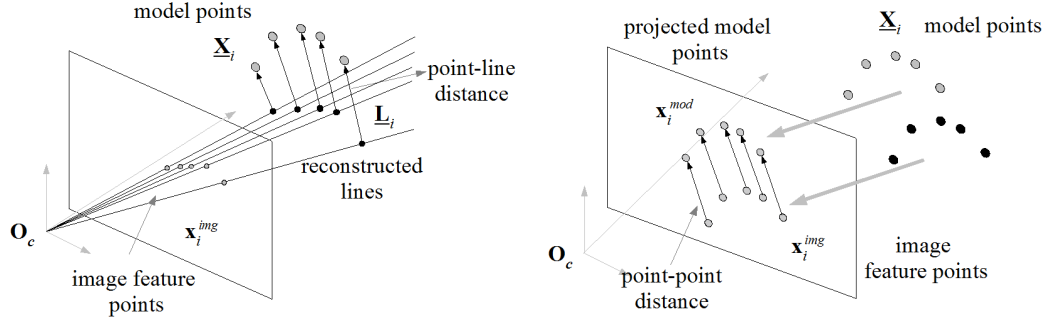 model points
X_i
point-line
distance
L_i
reconstructed
lines
O_c
x_i^{img}
image feature
points
projected model
points
X_i
model points
x_i^{mod}
O_c
x_i^{img}
image
feature points
point-point
distance